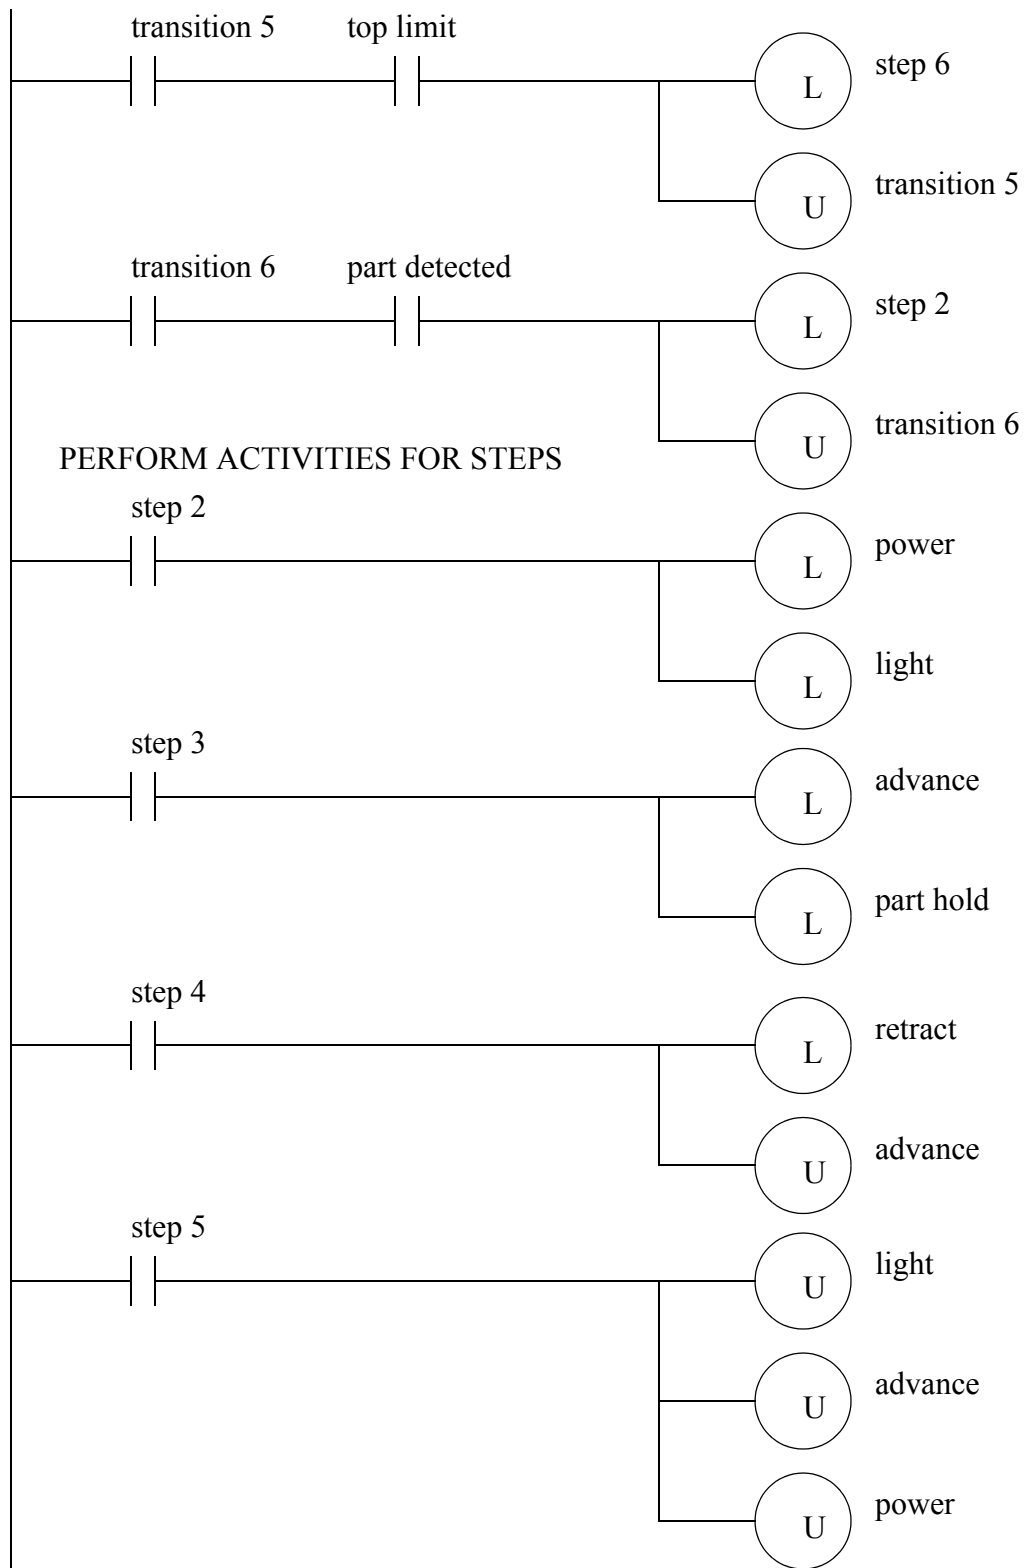 transition 5 top limit
L step 6
U transition 5
transition 6 part detected
L step 2
U transition 6
PERFORM ACTIVITIES FOR STEPS
step 2
L power
L light
step 3
L advance
L part hold
step 4
L retract
U advance
step 5
U light
U advance
U power